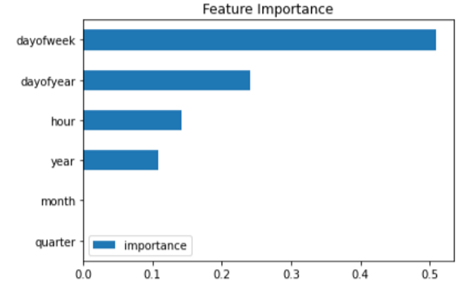 Feature Importance
dayofweek
dayofyear
hour
year
month
quarter
importance
0.0 0.1 0.2 0.3 0.4 0.5